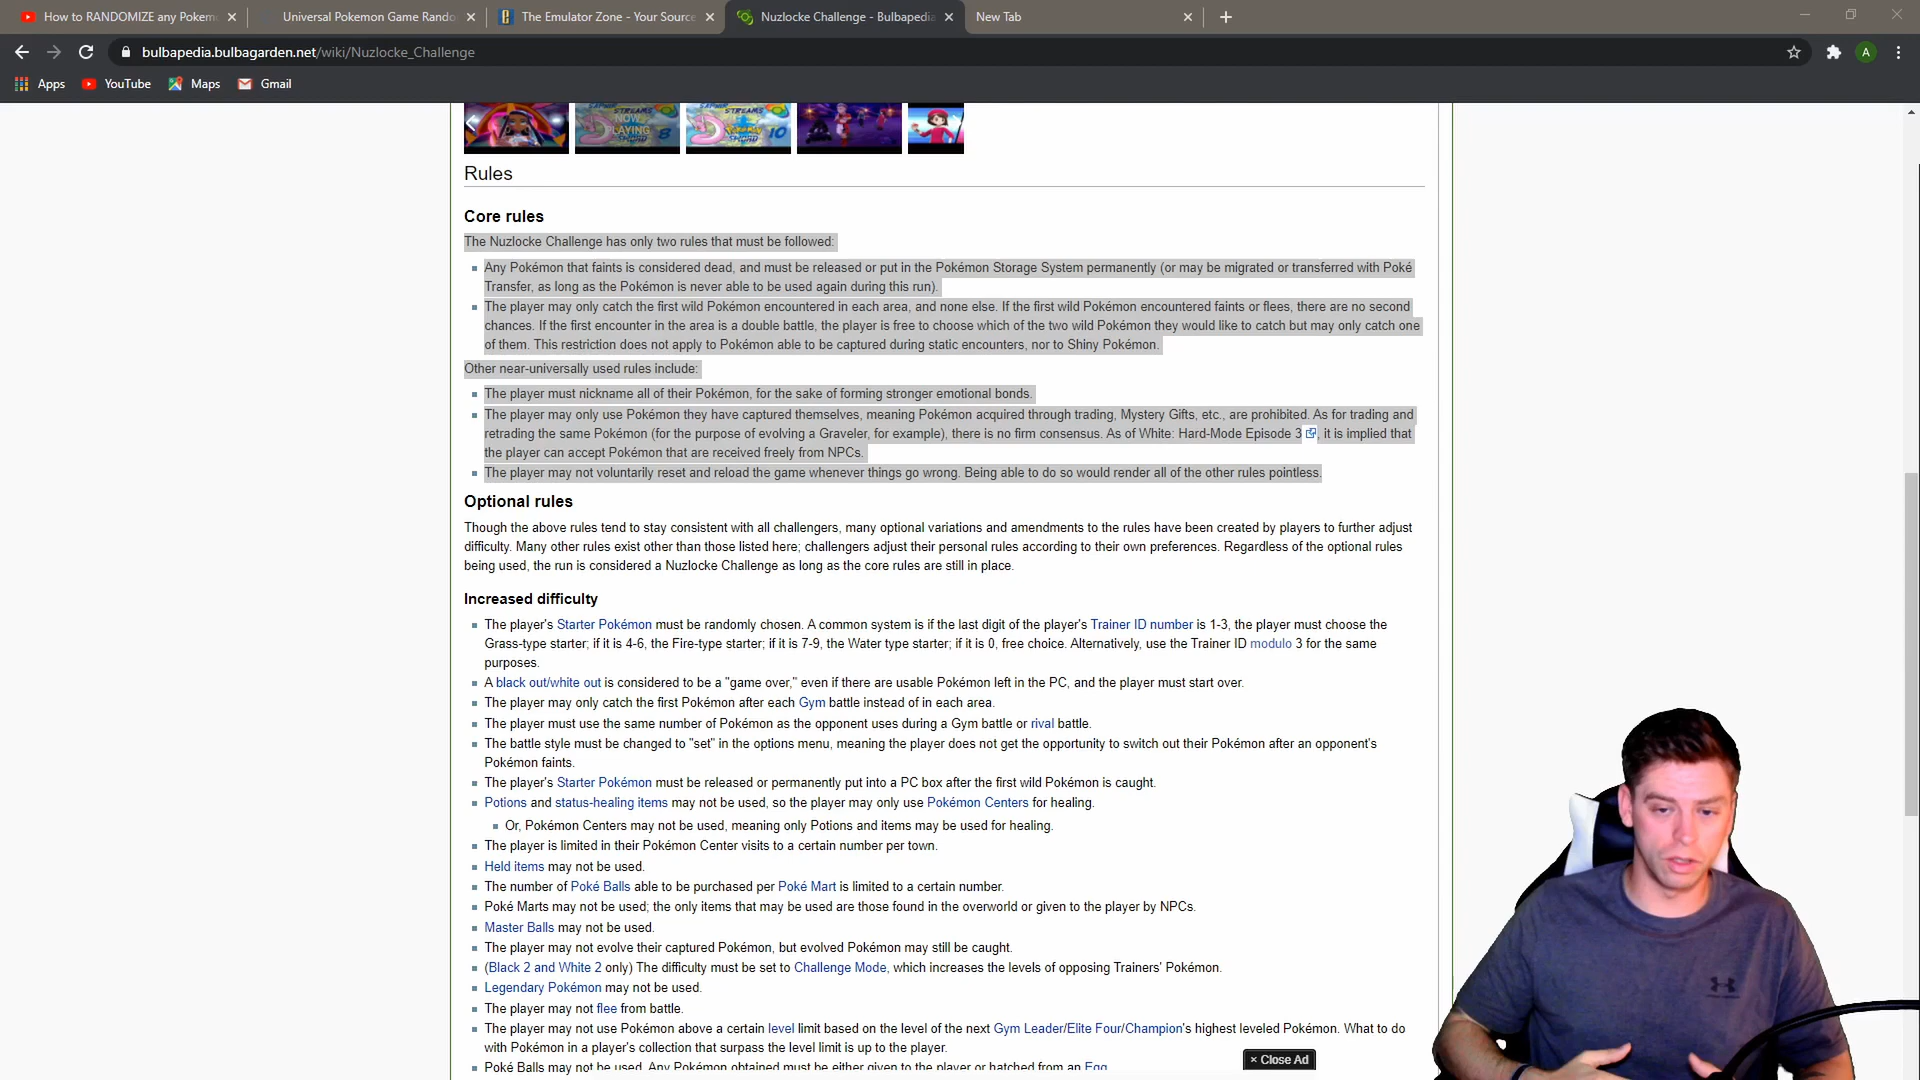 How to RANDOMIZE any Pokem
Universal Pokemon Game Rando
The Emulator Zone - Your Source
Nuzlocke Challenge - Bulbapedia
New Tab
bulbapedia.bulbagarden.net/wiki/Nuzlocke_Challenge
A
Apps
YouTube
Maps
Gmail
STREAMS
NOW
PLAYING
8
STREAMS
10
Rules
Core rules
The Nuzlocke Challenge has only two rules that must be followed:
Any Pokémon that faints is considered dead, and must be released or put in the Pokémon Storage System permanently (or may be migrated or transferred with Poké
Transfer, as long as the Pokémon is never able to be used again during this run).
The player may only catch the first wild Pokémon encountered in each area, and none else. If the first wild Pokémon encountered faints or flees, there are no second
chances. If the first encounter in the area is a double battle, the player is free to choose which of the two wild Pokémon they would like to catch but may only catch one
of them. This restriction does not apply to Pokémon able to be captured during static encounters, nor to Shiny Pokémon.
Other near-universally used rules include:
The player must nickname all of their Pokémon, for the sake of forming stronger emotional bonds.
The player may only use Pokémon they have captured themselves, meaning Pokémon acquired through trading, Mystery Gifts, etc., are prohibited. As for trading and
retrading the same Pokémon (for the purpose of evolving a Graveler, for example), there is no firm consensus. As of White: Hard-Mode Episode 3, it is implied that
the player can accept Pokémon that are received freely from NPCs.
The player may not voluntarily reset and reload the game whenever things go wrong. Being able to do so would render all of the other rules pointless.
Optional rules
Though the above rules tend to stay consistent with all challengers, many optional variations and amendments to the rules have been created by players to further adjust
difficulty. Many other rules exist other than those listed here; challengers adjust their personal rules according to their own preferences. Regardless of the optional rules
being used, the run is considered a Nuzlocke Challenge as long as the core rules are still in place.
Increased difficulty
The player's Starter Pokémon must be randomly chosen. A common system is if the last digit of the player's Trainer ID number is 1-3, the player must choose the
Grass-type starter; if it is 4-6, the Fire-type starter; if it is 7-9, the Water type starter; if it is 0, free choice. Alternatively, use the Trainer ID modulo 3 for the same
purposes.
A black out/white out is considered to be a "game over," even if there are usable Pokémon left in the PC, and the player must start over.
The player may only catch the first Pokémon after each Gym battle instead of in each area.
The player must use the same number of Pokémon as the opponent uses during a Gym battle or rival battle.
The battle style must be changed to "set" in the options menu, meaning the player does not get the opportunity to switch out their Pokémon after an opponent's
Pokémon faints.
The player's Starter Pokémon must be released or permanently put into a PC box after the first wild Pokémon is caught.
Potions and status-healing items may not be used, so the player may only use Pokémon Centers for healing.
Or, Pokémon Centers may not be used, meaning only Potions and items may be used for healing.
The player is limited in their Pokémon Center visits to a certain number per town.
Held items may not be used.
The number of Poké Balls able to be purchased per Poké Mart is limited to a certain number.
Poké Marts may not be used; the only items that may be used are those found in the overworld or given to the player by NPCs.
Master Balls may not be used.
The player may not evolve their captured Pokémon, but evolved Pokémon may still be caught.
(Black 2 and White 2 only) The difficulty must be set to Challenge Mode, which increases the levels of opposing Trainers' Pokémon.
Legendary Pokémon may not be used.
The player may not flee from battle.
The player may not use Pokémon above a certain level limit based on the level of the next Gym Leader/Elite Four/Champion's highest leveled Pokémon. What to do
with Pokémon in a player's collection that surpass the level limit is up to the player.
Poké Balls may not be used. Any Pokémon obtained must be either given to the player or hatched from an Egg
× Close Ad